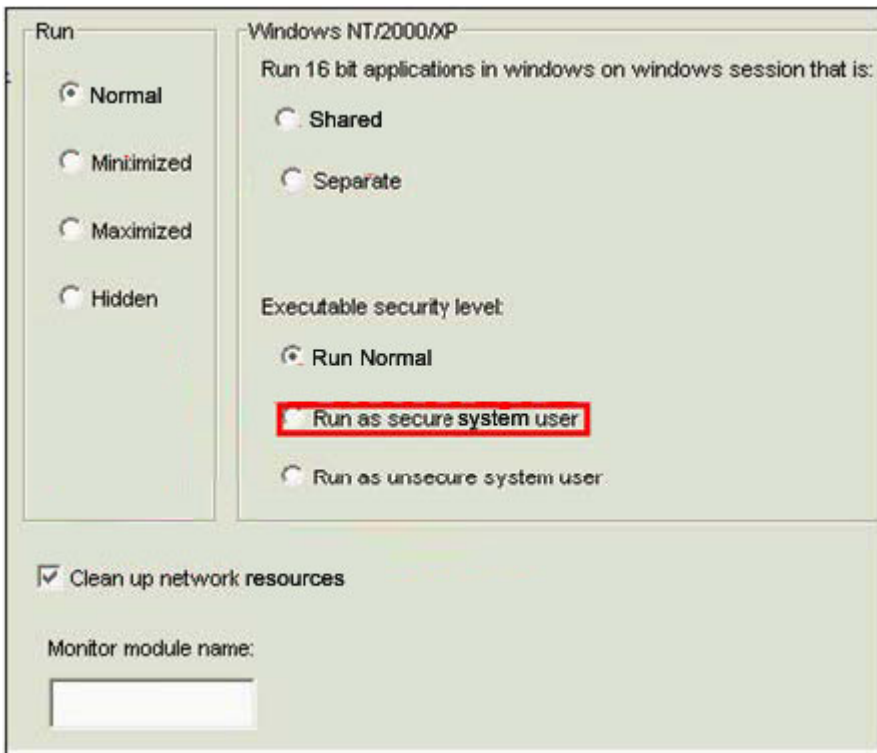 Run
Normal
Minimized
Maximized
Hidden
Windows NT/2000/XP
Run 16 bit applications in windows on windows session that is:
Shared
Separate
Executable security level:
Run Normal
Run as secure system user
Run as unsecure system user
Clean up network resources
Monitor module name: